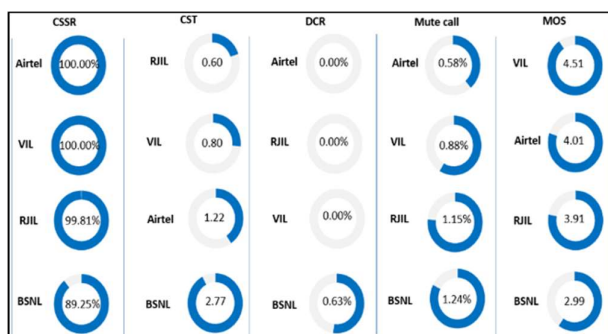 CSSR CST DCR Mute call MOS
Airtel 100.00% RJIL 0.60 Airtel 0.00% Airtel 0.58% VIL 4.51
VIL 100.00% VIL 0.80 RJIL 0.00% VIL 0.88% Airtel 4.01
RJIL 99.81% Airtel 1.22 VIL 0.00% RJIL 1.15% RJIL 3.91
BSNL 89.25% BSNL 2.77 BSNL 0.63% BSNL 1.24% BSNL 2.99